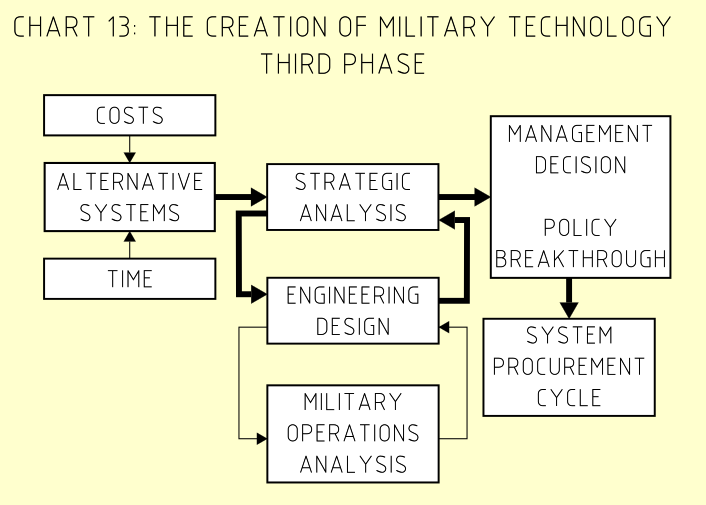 CHART 13: THE CREATION OF MILITARY TECHNOLOGY
THIRD PHASE
COSTS
ALTERNATIVE
SYSTEMS
TIME
STRATEGIC
ANALYSIS
ENGINEERING
DESIGN
MILITARY
OPERATIONS
ANALYSIS
MANAGEMENT
DECISION
POLICY
BREAKTHROUGH
SYSTEM
PROCUREMENT
CYCLE